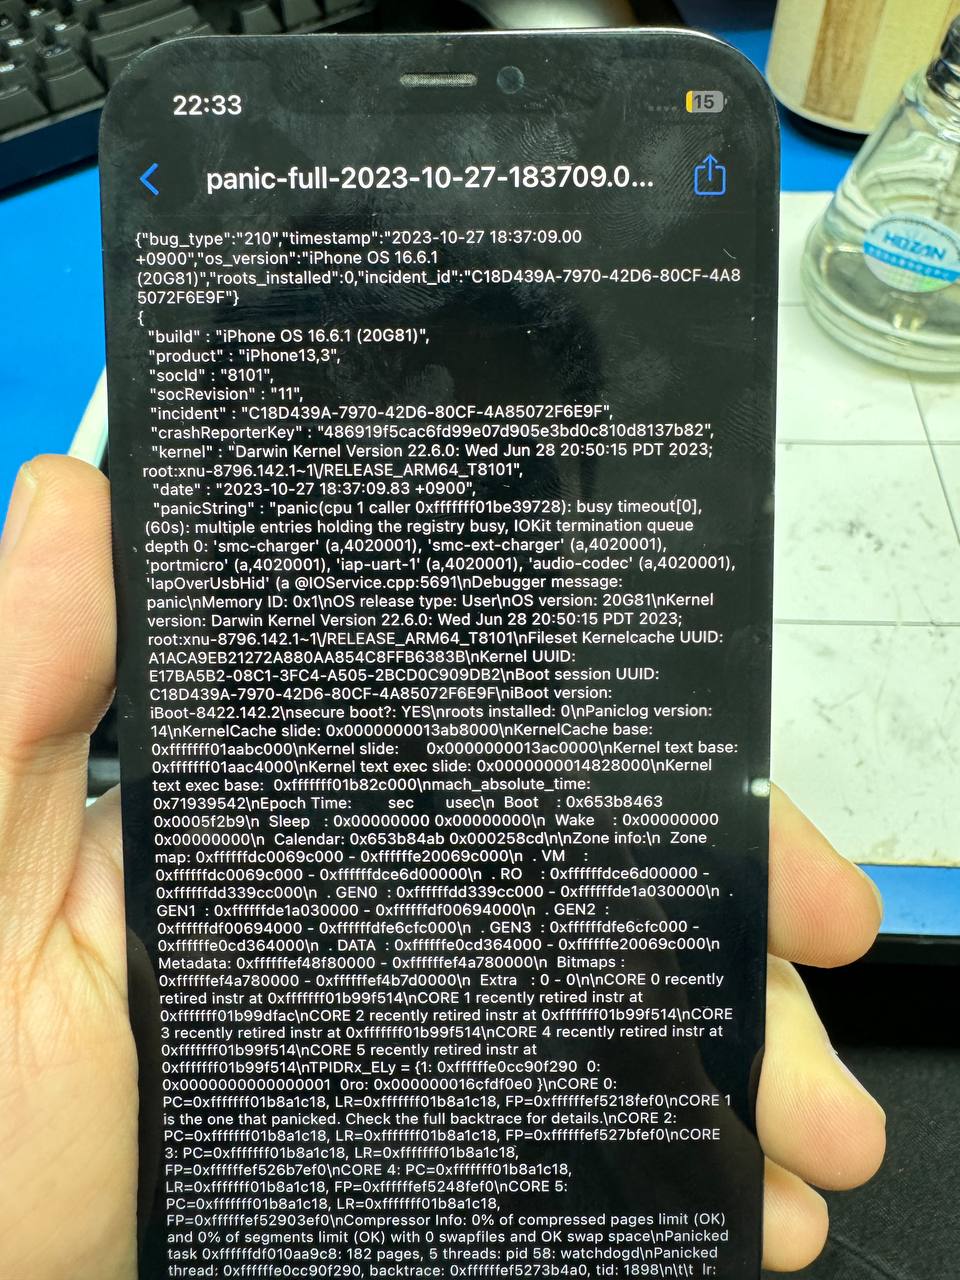 22:33
15
panic-full-2023-10-27-183709.0...
{"bug_type":"210","timestamp":"2023-10-27 18:37:09.00
+0900","os_version":"iPhone OS 16.6.1
(20G81)","roots_installed":0,"incident_id":"C18D439A-7970-42D6-80CF-4A8
5072F6E9F"}
{
"build" : "iPhone OS 16.6.1 (20G81)",
"product" : "iPhone13,3",
"socId" : "8101",
"socRevision" : "11",
"incident" : "C18D439A-7970-42D6-80CF-4A85072F6E9F",
"crashReporterKey" : "486919f5cac6fd99e07d905e3bd0c810d8137b82",
"kernel" : "Darwin Kernel Version 22.6.0: Wed Jun 28 20:50:15 PDT 2023;
root:xnu-8796.142.1~1\/RELEASE_ARM64_T8101",
"date" : "2023-10-27 18:37:09.83 +0900",
"panicString" : "panic(cpu 1 caller 0xfffffff01be39728): busy timeout[0],
(60s): multiple entries holding the registry busy, IOKit termination queue
depth 0: 'smc-charger' (a,4020001), 'smc-ext-charger' (a,4020001),
'portmicro' (a,4020001), 'iap-uart-1' (a,4020001), 'audio-codec' (a,4020001),
'IapOverUsbHid' (a @IOService.cpp:5691\nDebugger message:
panic\nMemory ID: 0x1\nOS release type: User\nOS version: 20G81\nKernel
version: Darwin Kernel Version 22.6.0: Wed Jun 28 20:50:15 PDT 2023;
root:xnu-8796.142.1~1\/RELEASE_ARM64_T8101\nFileset Kernelcache UUID:
A1ACA9EB21272A880AA854C8FFB6383B\nKernel UUID:
E17BA5B2-08C1-3FC4-A505-2BCD0C909DB2\nBoot session UUID:
C18D439A-7970-42D6-80CF-4A85072F6E9F\niBoot version:
iBoot-8422.142.2\nsecure boot?: YES\nroots installed: 0\nPaniclog version:
14\nKernelCache slide: 0x0000000013ab8000\nKernelCache base:
0xfffffff01aabc000\nKernel slide: 0x0000000013ac0000\nKernel text base:
0xfffffff01aac4000\nKernel text exec slide: 0x0000000014828000\nKernel
text exec base: 0xfffffff01b82c000\nmach_absolute_time:
0x71939542\nEpoch Time: sec usec\n Boot : 0x653b8463
0x0005f2b9\n Sleep : 0x00000000 0x00000000\n Wake : 0x00000000
0x00000000\n Calendar: 0x653b84ab 0x000258cd\n\nZone info:\n Zone
map: 0xffffffdc0069c000 - 0xffffffe20069c000\n . VM :
0xffffffdc0069c000 - 0xffffffdce6d00000\n . RO : 0xffffffdce6d00000 -
0xffffffdd339cc000\n . GEN0 : 0xffffffdd339cc000 - 0xffffffde1a030000\n .
GEN1 : 0xffffffde1a030000 - 0xffffffdf00694000\n . GEN2 :
0xffffffdf00694000 - 0xffffffdfe6cfc000\n . GEN3 : 0xffffffdfe6cfc000 -
0xffffffe0cd364000\n . DATA : 0xffffffe0cd364000 - 0xffffffe20069c000\n
Metadata: 0xffffffef48f80000 - 0xffffffef4a780000\n Bitmaps :
0xffffffef4a780000 - 0xffffffef4b7d0000\n Extra : 0 - 0\n\nCORE 0 recently
retired instr at 0xfffffff01b99f514\nCORE 1 recently retired instr at
0xfffffff01b99dfac\nCORE 2 recently retired instr at 0xfffffff01b99f514\nCORE
3 recently retired instr at 0xfffffff01b99f514\nCORE 4 recently retired instr at
0xfffffff01b99f514\nCORE 5 recently retired instr at
0xfffffff01b99f514\nTPIDRx_ELy = {1: 0xffffffe0cc90f290 0:
0x0000000000000001 0ro: 0x000000016cfdf0e0 }\nCORE 0:
PC=0xfffffff01b8a1c18, LR=0xfffffff01b8a1c18, FP=0xffffffef5218fef0\nCORE 1
is the one that panicked. Check the full backtrace for details.\nCORE 2:
PC=0xfffffff01b8a1c18, LR=0xfffffff01b8a1c18, FP=0xffffffef527bfef0\nCORE
3: PC=0xfffffff01b8a1c18, LR=0xfffffff01b8a1c18,
FP=0xffffffef526b7ef0\nCORE 4: PC=0xfffffff01b8a1c18,
LR=0xfffffff01b8a1c18, FP=0xffffffef5248fef0\nCORE 5:
PC=0xfffffff01b8a1c18, LR=0xfffffff01b8a1c18,
FP=0xffffffef52903ef0\nCompressor Info: 0% of compressed pages limit (OK)
and 0% of segments limit (OK) with 0 swapfiles and OK swap space\nPanicked
task 0xffffffdf010aa9c8: 182 pages, 5 threads: pid 58: watchdogd\nPanicked
thread: 0xffffffe0cc90f290, backtrace: 0xffffffef5273b4a0, tid: 1898\n\t\t lr: